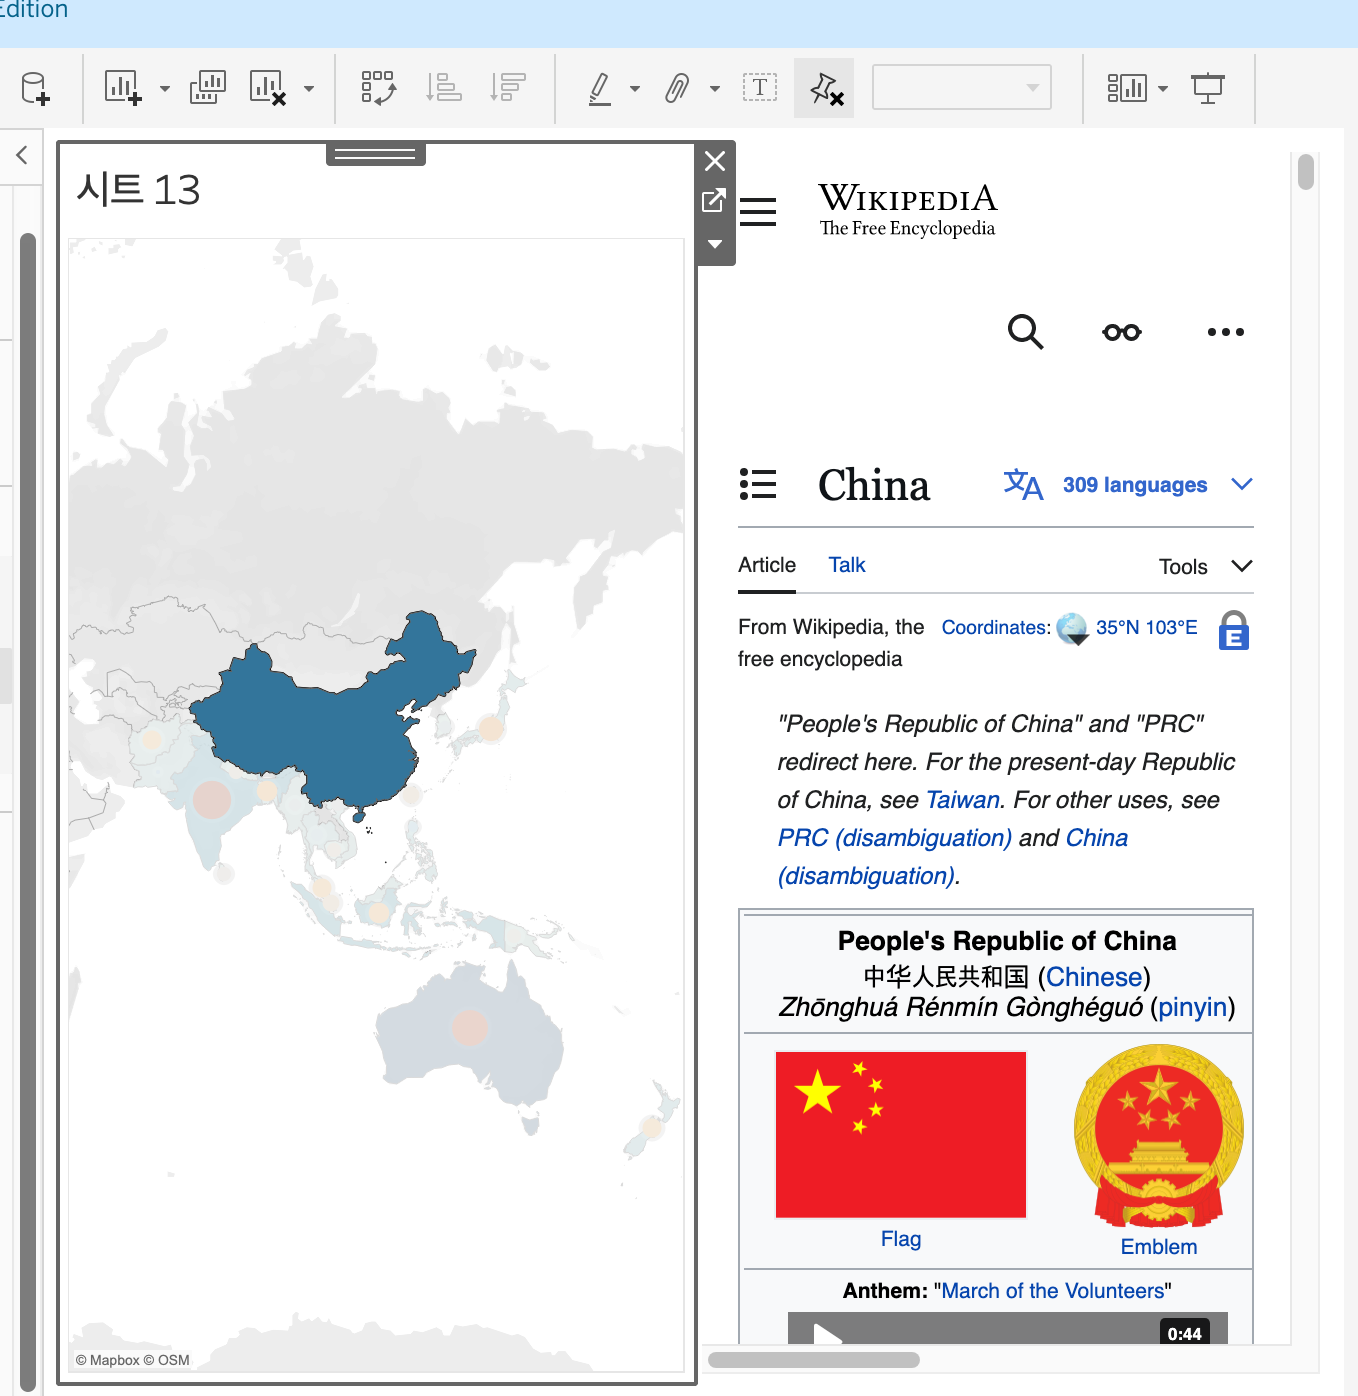 Edition
시트 13
© Mapbox © OSM
WIKIPEDIA
The Free Encyclopedia
China
309 languages
Article
Talk
Tools
From Wikipedia, the
free encyclopedia
Coordinates: 35°N 103°E
E
"People's Republic of China" and "PRC"
redirect here. For the present-day Republic
of China, see Taiwan. For other uses, see
PRC (disambiguation) and China
(disambiguation).
People's Republic of China
中华人民共和国 (Chinese)
Zhōnghuá Rénmín Gònghéguó (pinyin)
Flag
Emblem
Anthem: "March of the Volunteers"
0:44